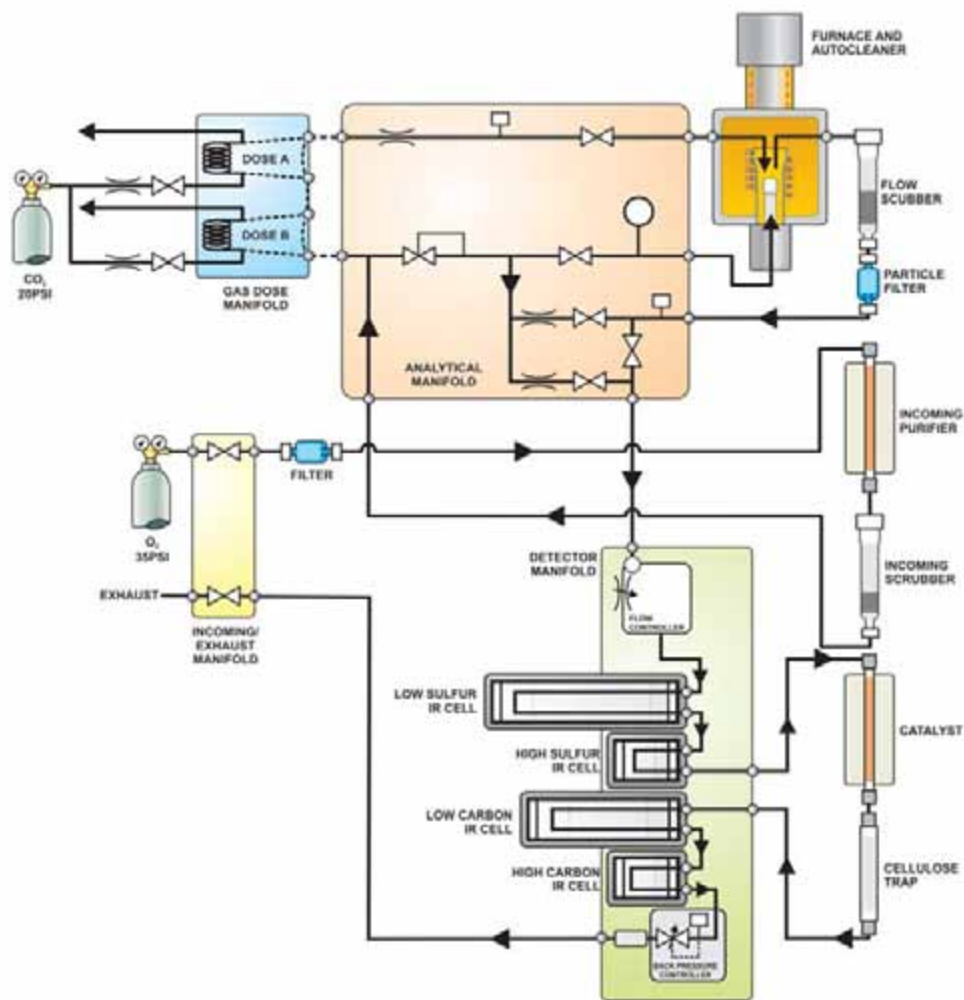 FURNACE AND
AUTOCLEANER
DOSE A
DOSE B
CO₂
20PSI
GAS DOSE
MANIFOLD
FLOW
SCUBBER
PARTICLE
FILTER
ANALYTICAL
MANIFOLD
INCOMING
PURIFIER
FILTER
O₂
35PSI
EXHAUST
INCOMING/
EXHAUST
MANIFOLD
DETECTOR
MANIFOLD
FLOW
CONTROLLER
INCOMING
SCRUBBER
LOW SULFUR
IR CELL
HIGH SULFUR
IR CELL
CATALYST
LOW CARBON
IR CELL
HIGH CARBON
IR CELL
CELLULOSE
TRAP
BACK PRESSURE
CONTROLLER